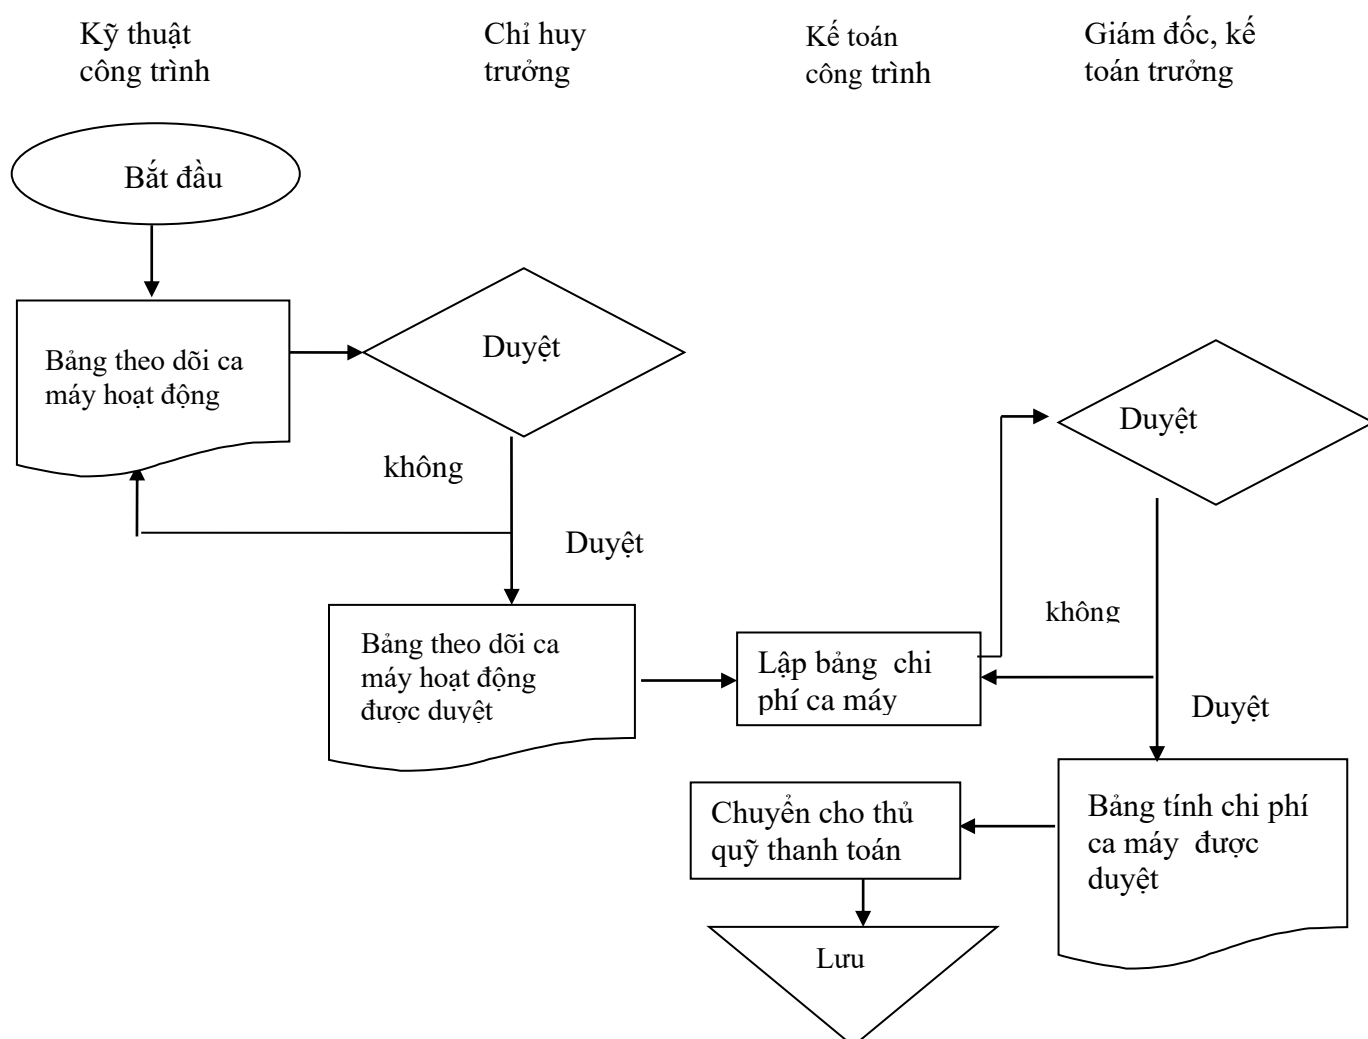 Kỹ thuật
công trình
Chỉ huy
trưởng
Kế toán
công trình
Giám đốc, kế
toán trưởng
Bắt đầu
Bảng theo dõi ca
máy hoạt động
Duyệt
Duyệt
không
Duyệt
Bảng theo dõi ca
máy hoạt động
được duyệt
Lập bảng chi
phí ca máy
không
Duyệt
Chuyển cho thủ
quỹ thanh toán
Bảng tính chi phí
ca máy được
duyệt
Lưu